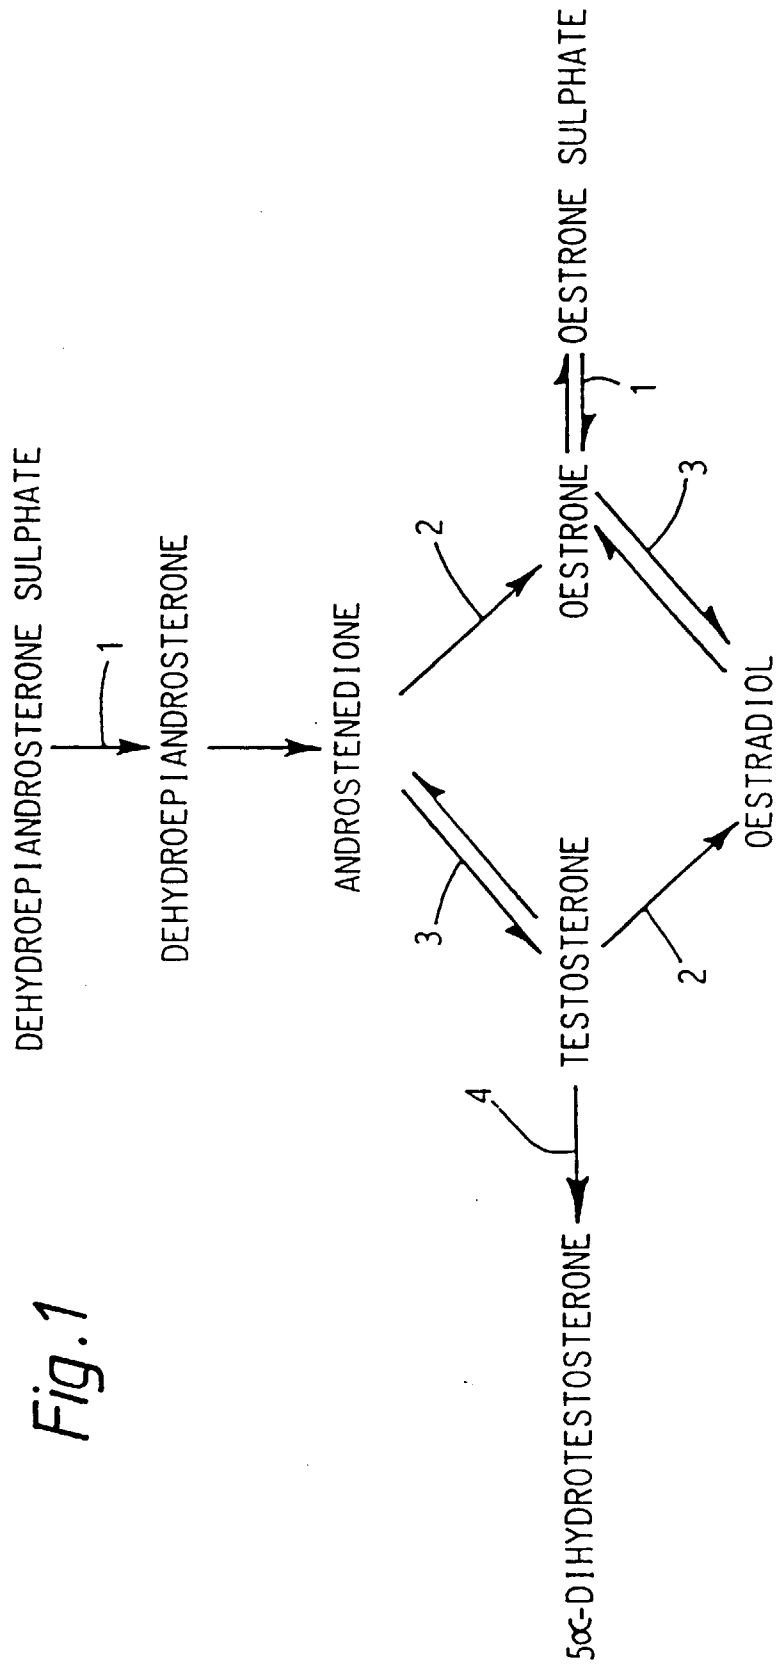 Fig.1
DEHYDROEPIANDROSTERONE SULPHATE
1
DEHYDROEPIANDROSTERONE
ANDROSTENEDIONE
3
2
4
5α-DIHYDROTESTOSTERONE
TESTOSTERONE
OESTRONE
OESTRONE SULPHATE
1
2
3
OESTRADIOL